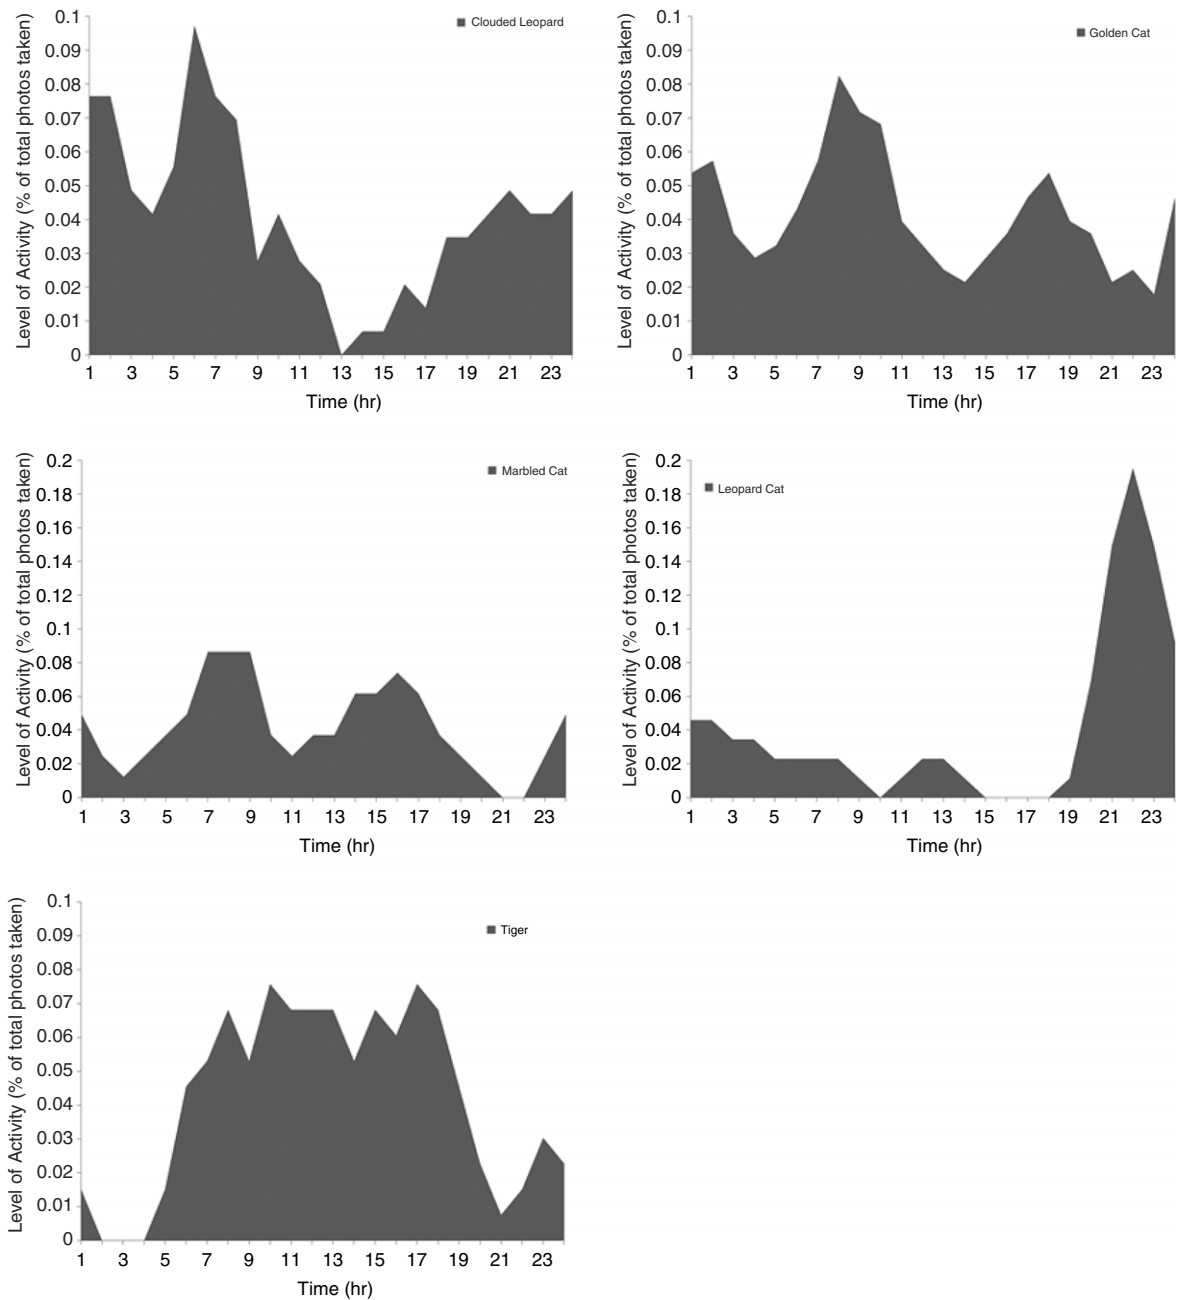 Level of Activity (% of total photos taken)
0.1
0.09
0.08
0.07
0.06
0.05
0.04
0.03
0.02
0.01
0
Clouded Leopard
1 3 5 7 9 11 13 15 17 19 21 23
Time (hr)
Level of Activity (% of total photos taken)
0.1
0.09
0.08
0.07
0.06
0.05
0.04
0.03
0.02
0.01
0
Golden Cat
1 3 5 7 9 11 13 15 17 19 21 23
Time (hr)
Level of Activity (% of total photos taken)
0.2
0.18
0.16
0.14
0.12
0.1
0.08
0.06
0.04
0.02
0
Marbled Cat
1 3 5 7 9 11 13 15 17 19 21 23
Time (hr)
Level of Activity (% of total photos taken)
0.2
0.18
0.16
0.14
0.12
0.1
0.08
0.06
0.04
0.02
0
Leopard Cat
1 3 5 7 9 11 13 15 17 19 21 23
Time (hr)
Level of Activity (% of total photos taken)
0.1
0.09
0.08
0.07
0.06
0.05
0.04
0.03
0.02
0.01
0
Tiger
1 3 5 7 9 11 13 15 17 19 21 23
Time (hr)